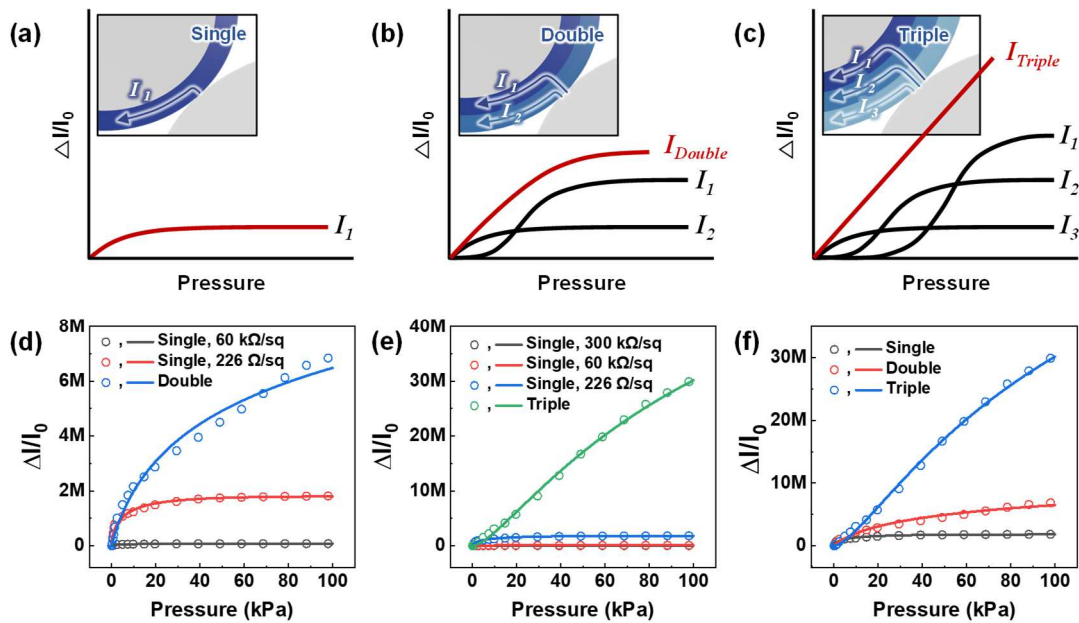 (a)
Single
I1
ΔI/I0
I1
Pressure
(b)
Double
I1
I2
IDouble
I1
I2
Pressure
(c)
Triple
I1
I2
I3
ΔI/I0
ITriple
I1
I2
I3
Pressure
(d)
8M
6M
4M
2M
0
ΔI/I0
, Single, 60 kΩ/sq
, Single, 226 Ω/sq
, Double
0 20 40 60 80 100
Pressure (kPa)
(e)
40M
30M
20M
10M
0
ΔI/I0
, Single, 300 kΩ/sq
, Single, 60 kΩ/sq
, Single, 226 Ω/sq
, Triple
0 20 40 60 80 100
Pressure (kPa)
(f)
30M
20M
10M
0
ΔI/I0
, Single
, Double
, Triple
0 20 40 60 80 100
Pressure (kPa)